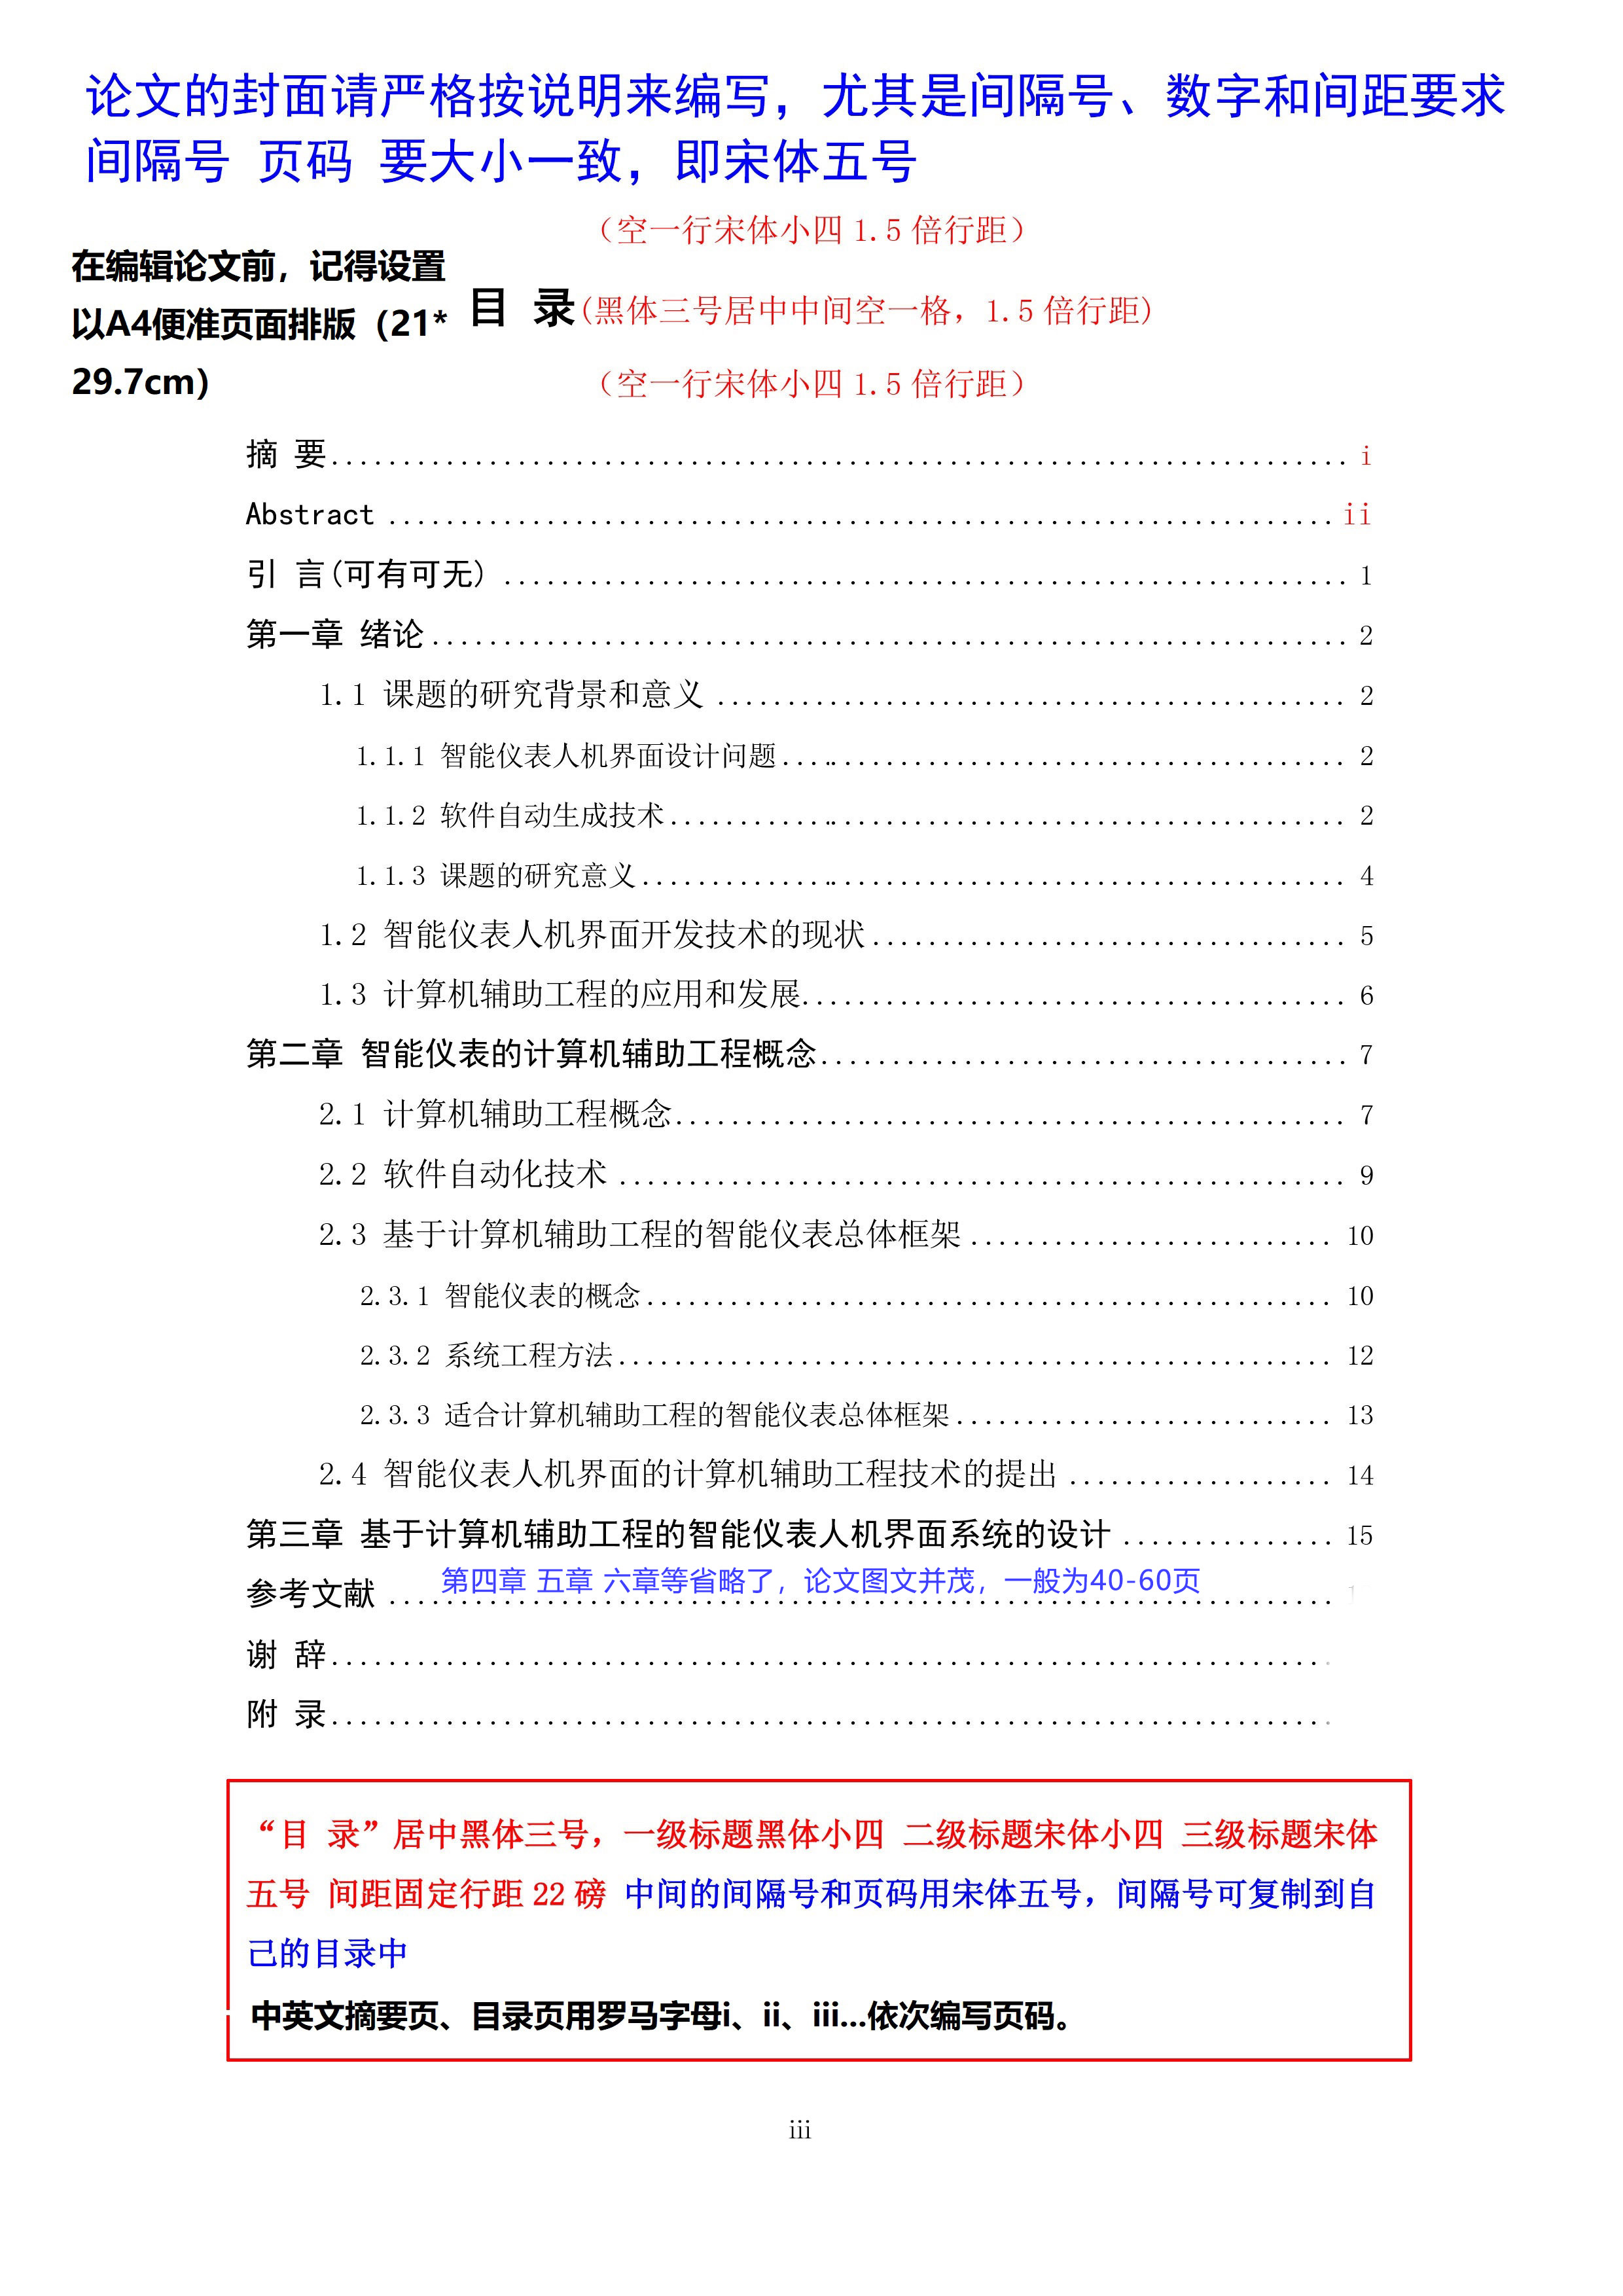 论文的封面请严格按说明来编写，尤其是间隔号、数字和间距要求
间隔号 页码 要大小一致，即宋体五号
（空一行宋体小四 1.5 倍行距）
在编辑论文前，记得设置
以A4便准页面排版（21*
29.7cm）
目 录(黑体三号居中中间空一格，1.5 倍行距)
（空一行宋体小四 1.5 倍行距）
摘 要........................................ i
Abstract ........................................ ii
引 言(可有可无) ........................................ 1
第一章 绪论........................................ 2
1.1 课题的研究背景和意义 ........................................ 2
1.1.1 智能仪表人机界面设计问题........................................ 2
1.1.2 软件自动生成技术........................................ 2
1.1.3 课题的研究意义........................................ 4
1.2 智能仪表人机界面开发技术的现状........................................ 5
1.3 计算机辅助工程的应用和发展........................................ 6
第二章 智能仪表的计算机辅助工程概念........................................ 7
2.1 计算机辅助工程概念........................................ 7
2.2 软件自动化技术 ........................................ 9
2.3 基于计算机辅助工程的智能仪表总体框架 .......................... 10
2.3.1 智能仪表的概念........................................ 10
2.3.2 系统工程方法........................................ 12
2.3.3 适合计算机辅助工程的智能仪表总体框架........................... 13
2.4 智能仪表人机界面的计算机辅助工程技术的提出 ................... 14
第三章 基于计算机辅助工程的智能仪表人机界面系统的设计 ............... 15
第四章 五章 六章等省略了，论文图文并茂，一般为40-60页
参考文献 ........................................
谢 辞........................................
附 录........................................
“目 录”居中黑体三号，一级标题黑体小四 二级标题宋体小四 三级标题宋体
五号 间距固定行距 22 磅 中间的间隔号和页码用宋体五号，间隔号可复制到自
己的目录中
中英文摘要页、目录页用罗马字母i、ii、iii...依次编写页码。
iii